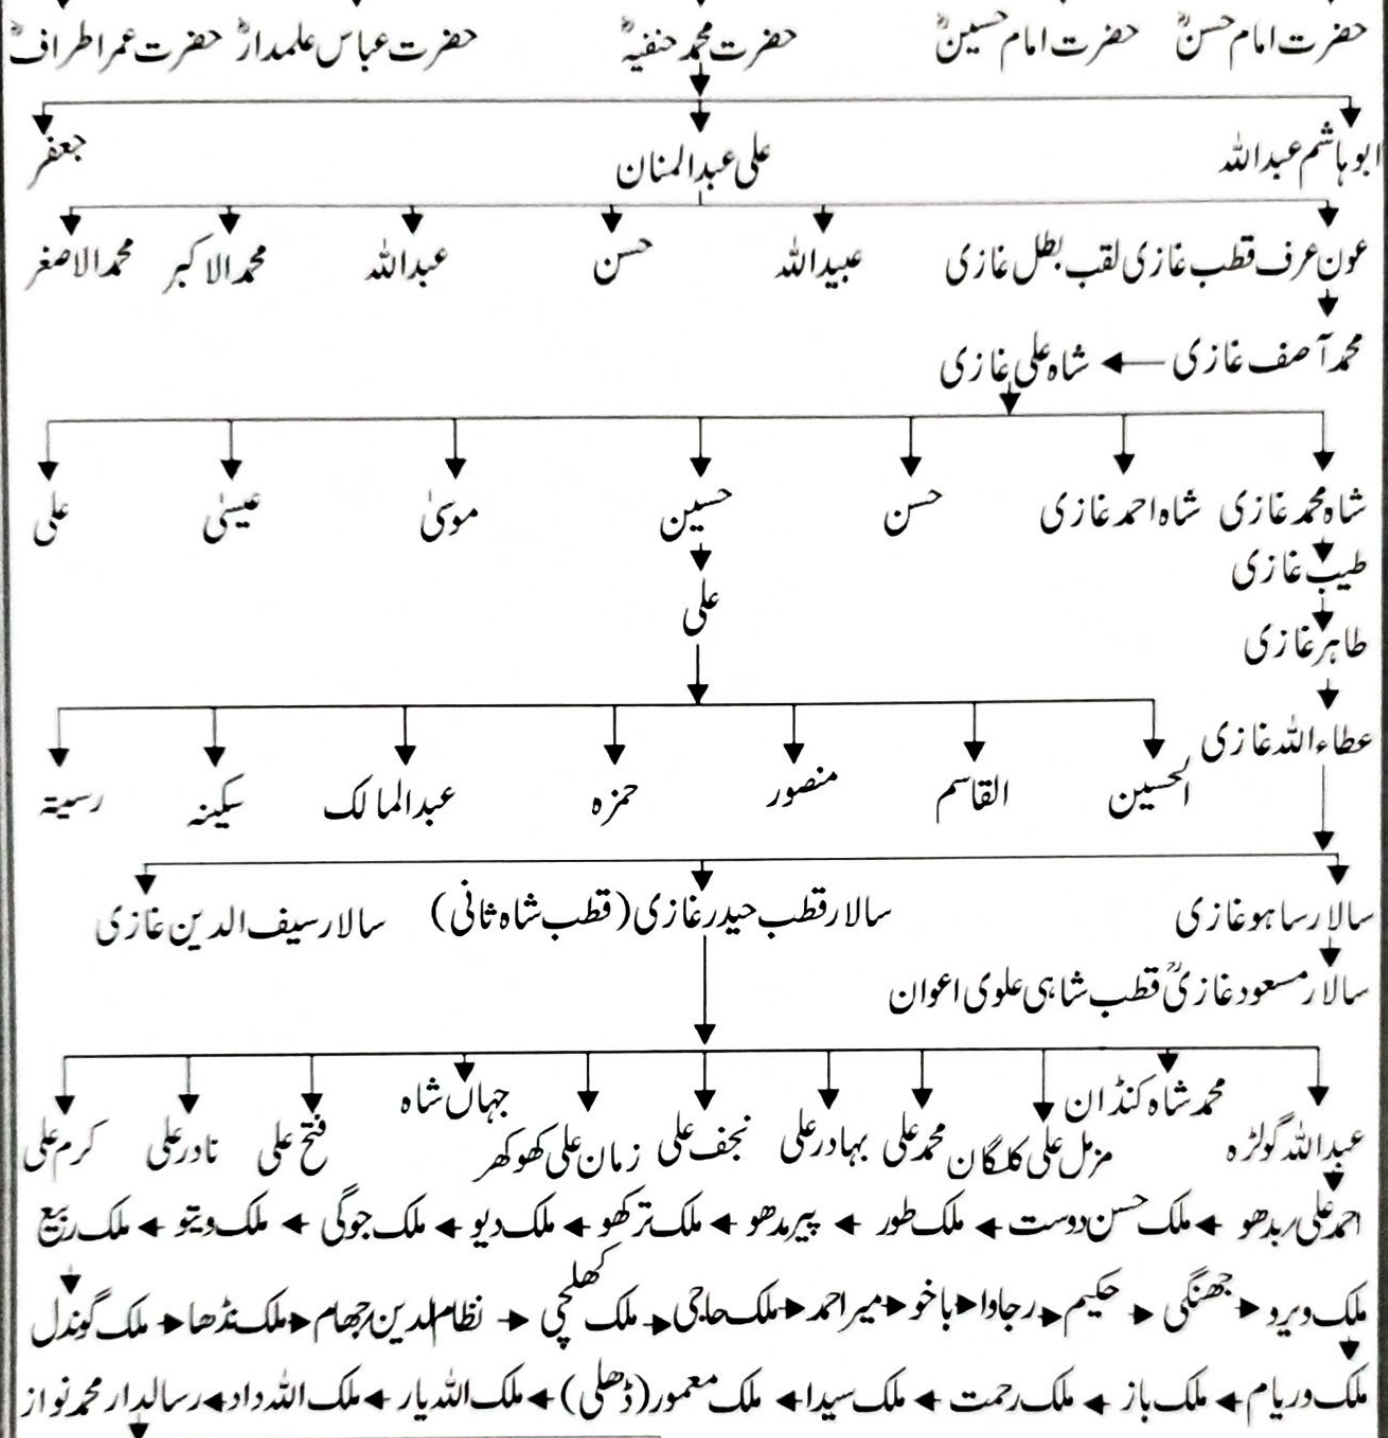 حضرت امام حسنؓ حضرت امام حسینؓ حضرت محمد حنفیہؓ حضرت عباس علمدارؓ حضرت عمر اطرافؓ
ابو ہاشم عبداللہ علی عبدالمنان جعفر
عون عرف قطب غازی لقب بطل غازی عبیداللہ حسن عبداللہ محمد الاکبر محمد الاصغر
محمد آصف غازی ← شاہ علی غازی
شاہ محمد غازی شاہ احمد غازی حسن حسین موسیٰ عیسیٰ علی
طیب غازی
علی
طاہر غازی
عطاء اللہ غازی
الحسین القاسم منصور حمزہ عبدالمالک سکینہ رسیتہ
سالار ساہو غازی سالار قطب حیدر غازی (قطب شاہ ثانی) سالار سیف الدین غازی
سالار مسعود غازیؒ قطب شاہی علوی اعوان
عبداللہ گولڑہ محمد شاہ کنڈان مزمل علی کلگان محمد علی بہادر علی نجف علی زمان علی کھوکھر جہاں شاہ فتح علی نادر علی کرم علی
احمد علی بدھو ← ملک حسن دوست ← ملک طور ← پیر مدھو ← ملک ترکھو ← ملک دیو ← ملک جوگی ← ملک ویتو ← ملک ربیع
ملک ویرو → جھنگی → حکیم → رجاوا → باخو → میر احمد → ملک حاجی → ملک کھلچی → نظام الدین جھام → ملک نڈھا → ملک گوندل
ملک وریام ← ملک باز ← ملک رحمت ← ملک سیدا ← ملک معمور (ڈھلی) ← ملک اللہ یار ← ملک اللہ داد ← رسالدار محمد نواز